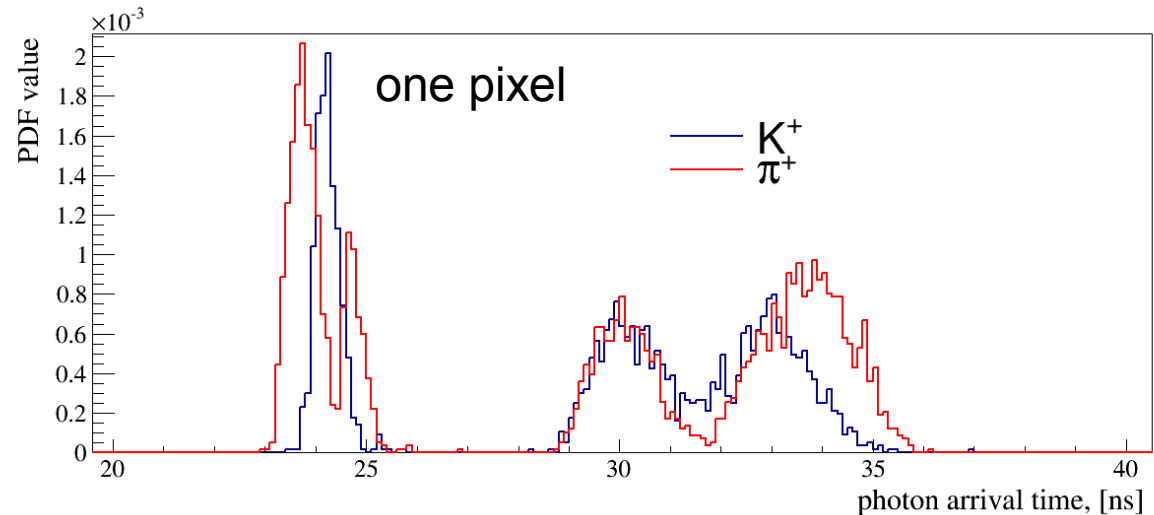 ×10⁻³
PDF value
2
1.8
1.6
1.4
1.2
1
0.8
0.6
0.4
0.2
0
one pixel
K⁺
π⁺
20 25 30 35 40
photon arrival time, [ns]